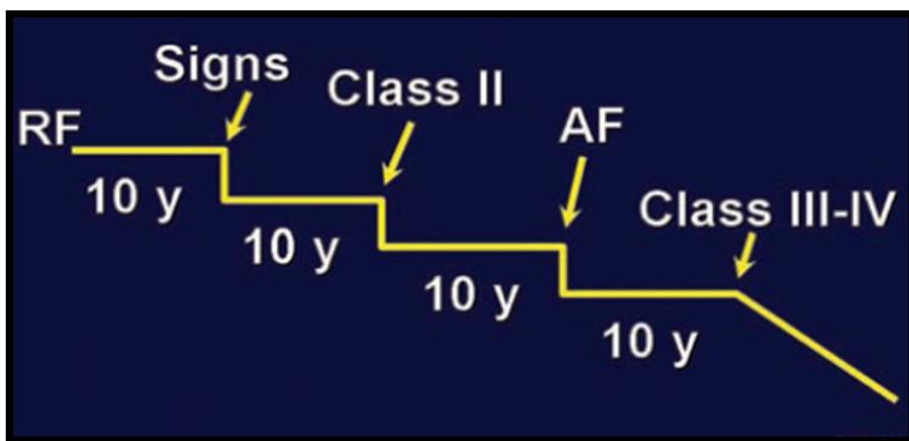 Signs
Class II
RF
AF
10 y
Class III-IV
10 y
10 y
10 y